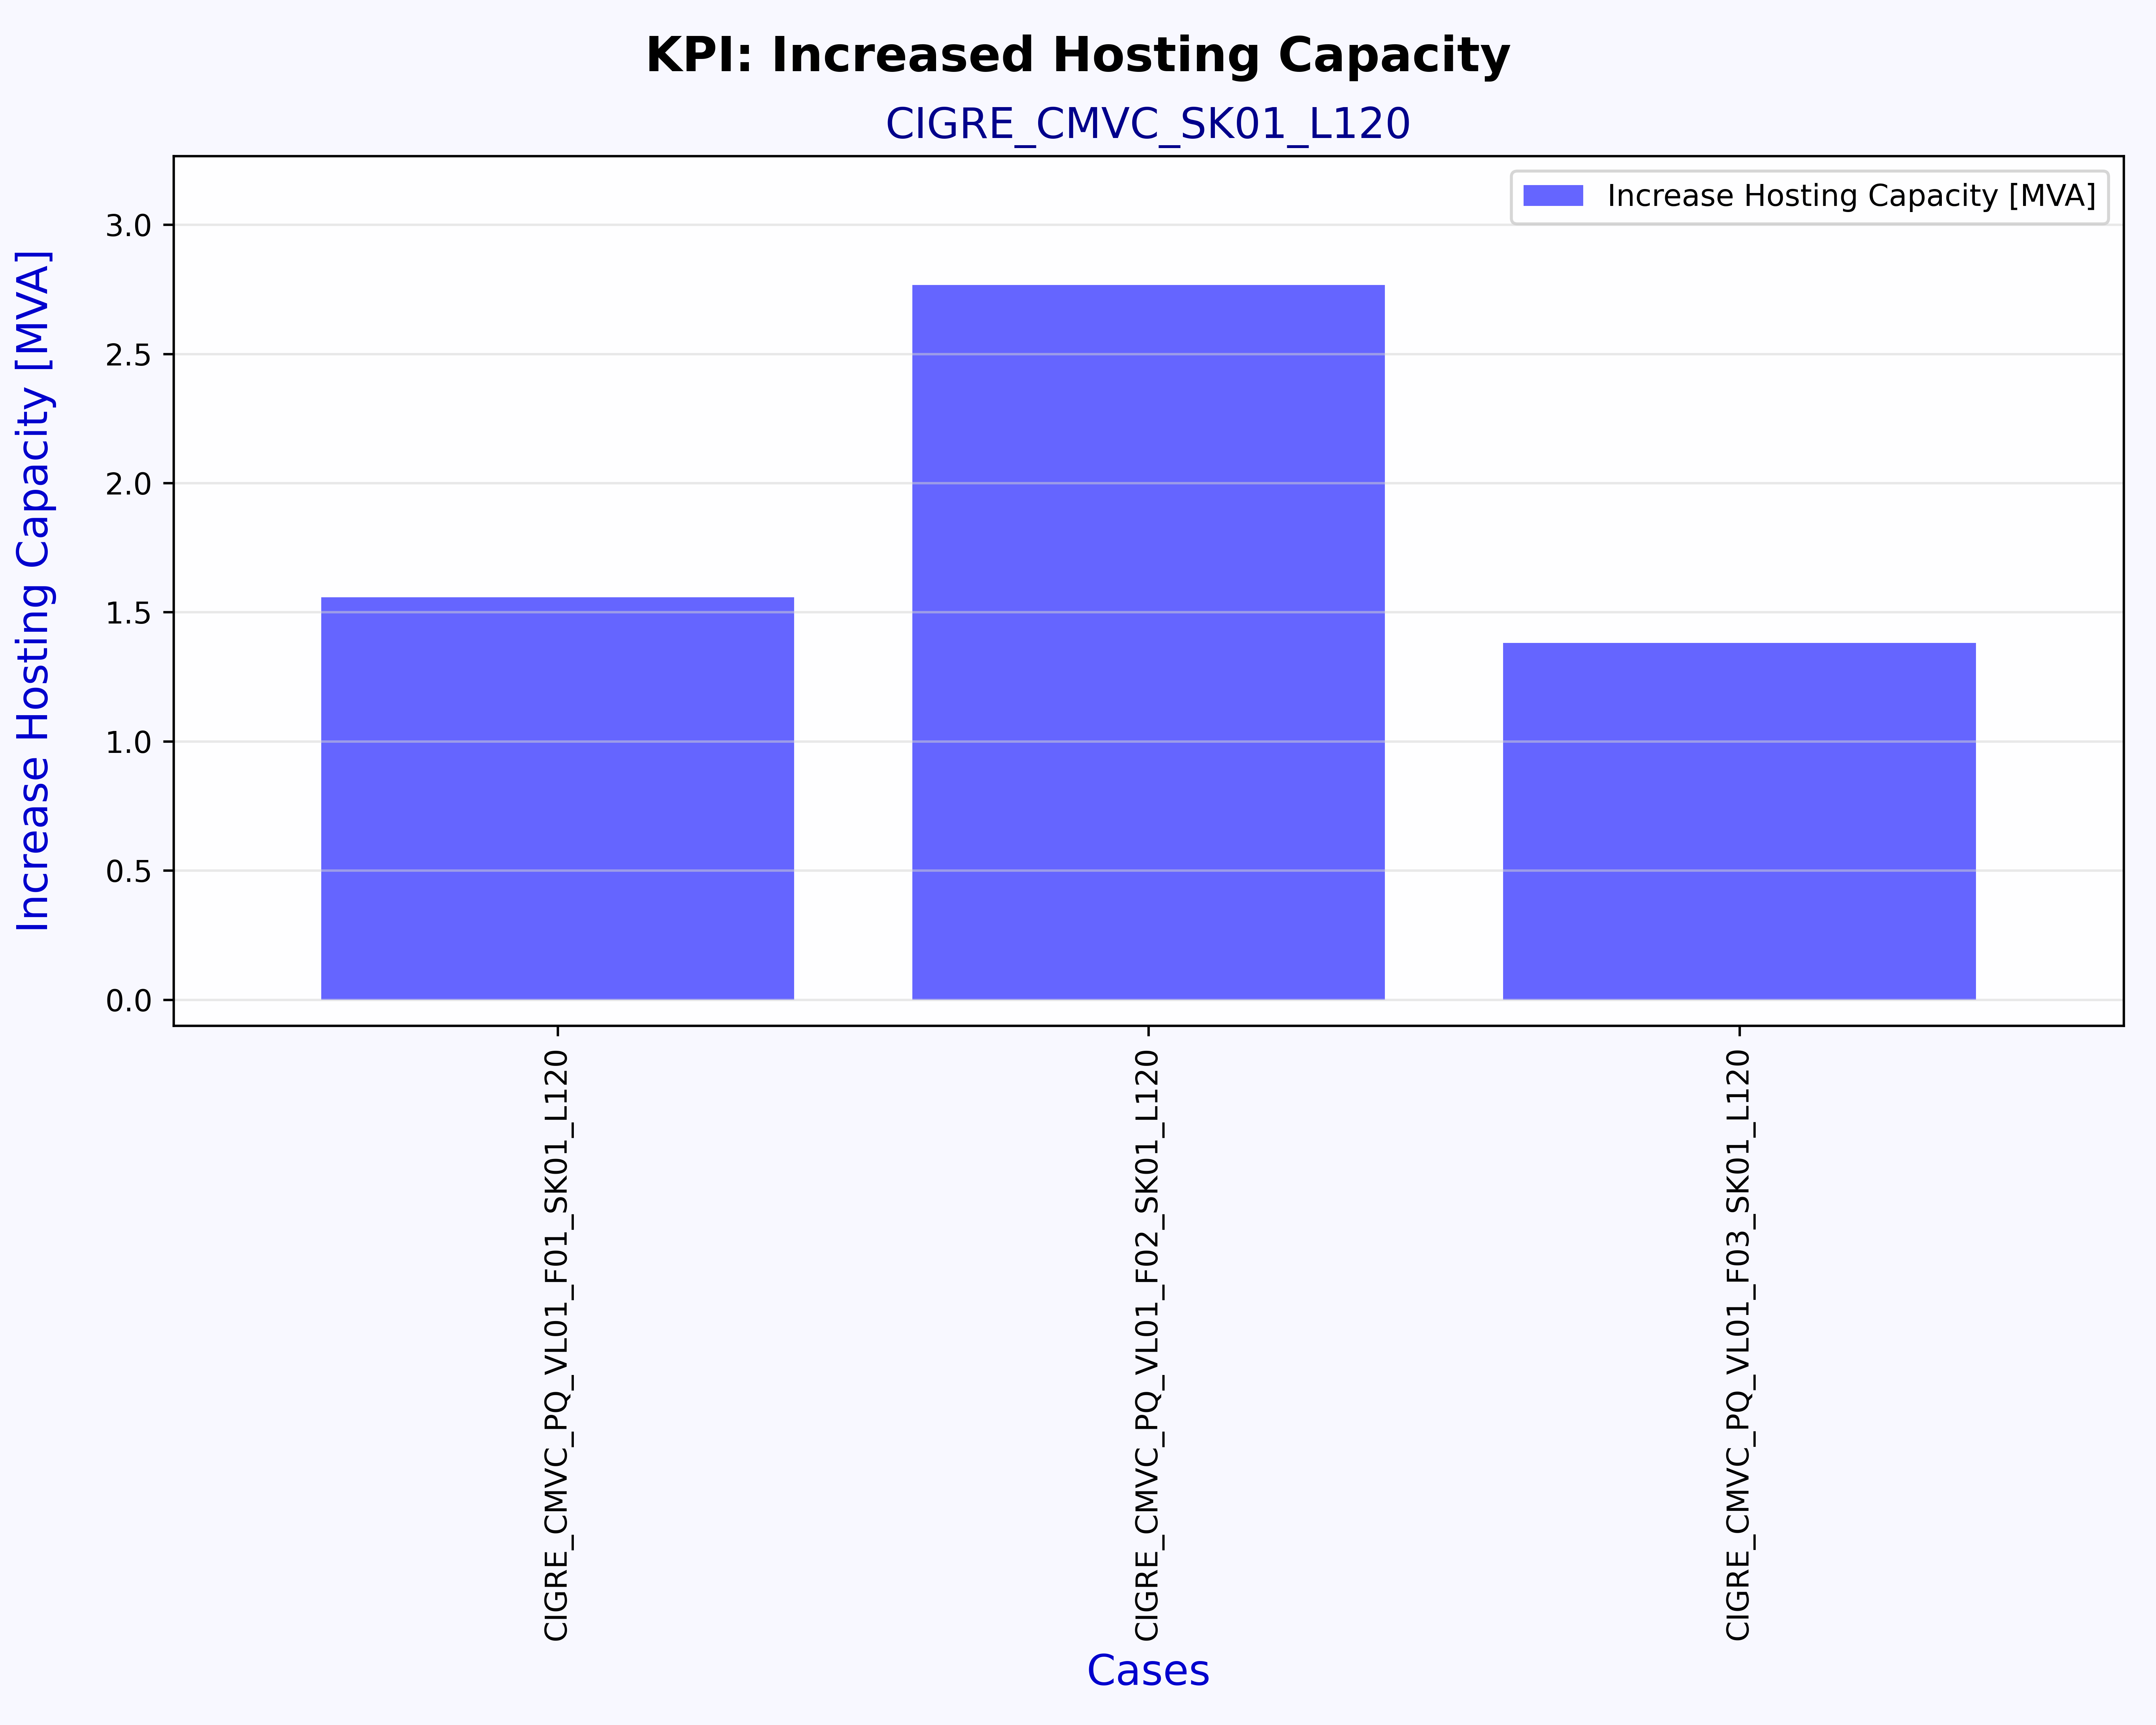 KPI: Increased Hosting Capacity
CIGRE_CMVC_SK01_L120
Increase Hosting Capacity [MVA]
Increase Hosting Capacity [MVA]
3.0
2.5
2.0
1.5
1.0
0.5
0.0
CIGRE_CMVC_PQ_VL01_F01_SK01_L120
CIGRE_CMVC_PQ_VL01_F02_SK01_L120
CIGRE_CMVC_PQ_VL01_F03_SK01_L120
Cases